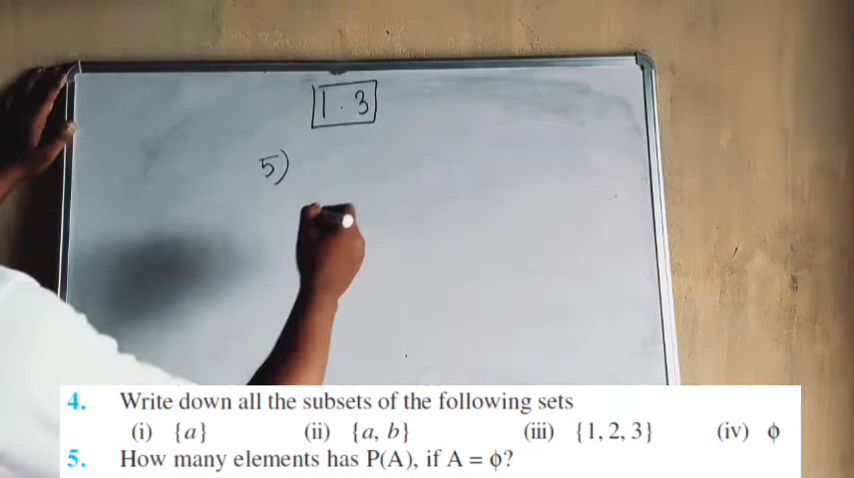 1.3
5)
4. Write down all the subsets of the following sets
(i) {a} (ii) {a, b} (iii) {1, 2, 3} (iv) ϕ
5. How many elements has P(A), if A = ϕ?